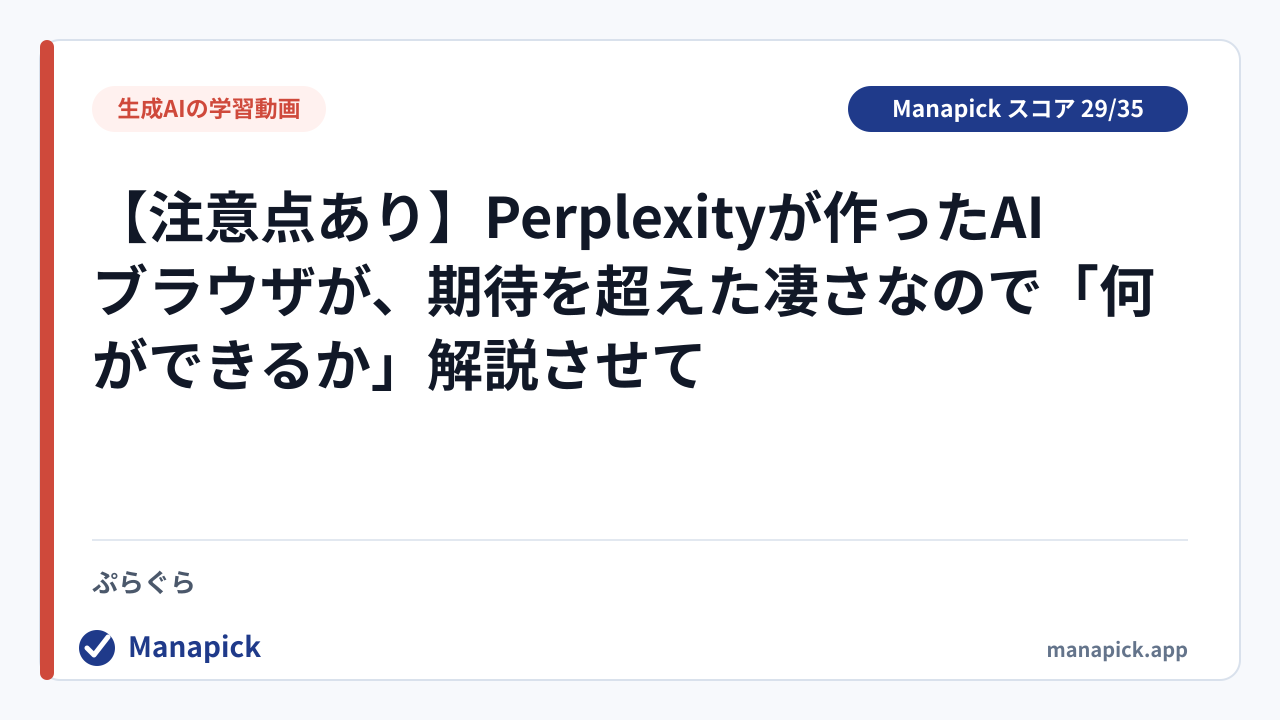 生成AIの学習動画
Manapick スコア 29/35
【注意点あり】Perplexityが作ったAI
ブラウザが、期待を超えた凄さなので「何
ができるか」解説させて
ぷらぐら
Manapick
manapick.app